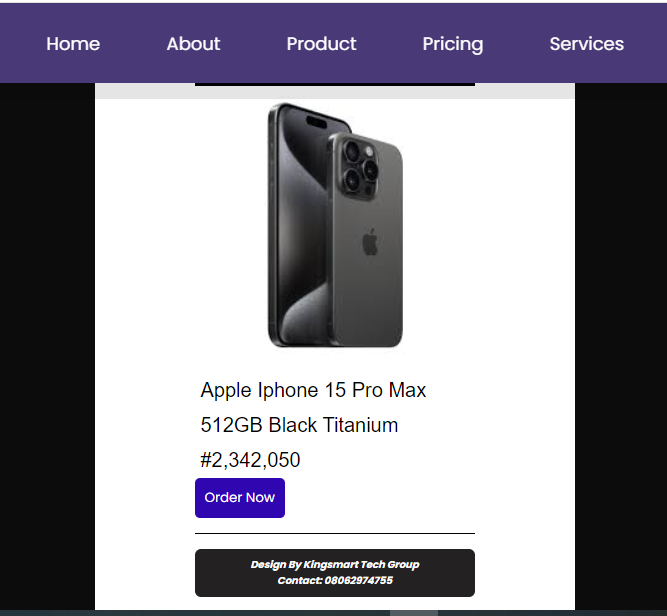 Home About Product Pricing Services
Apple Iphone 15 Pro Max
512GB Black Titanium
#2,342,050
Order Now
Design By Kingsmart Tech Group
Contact: 08062974755